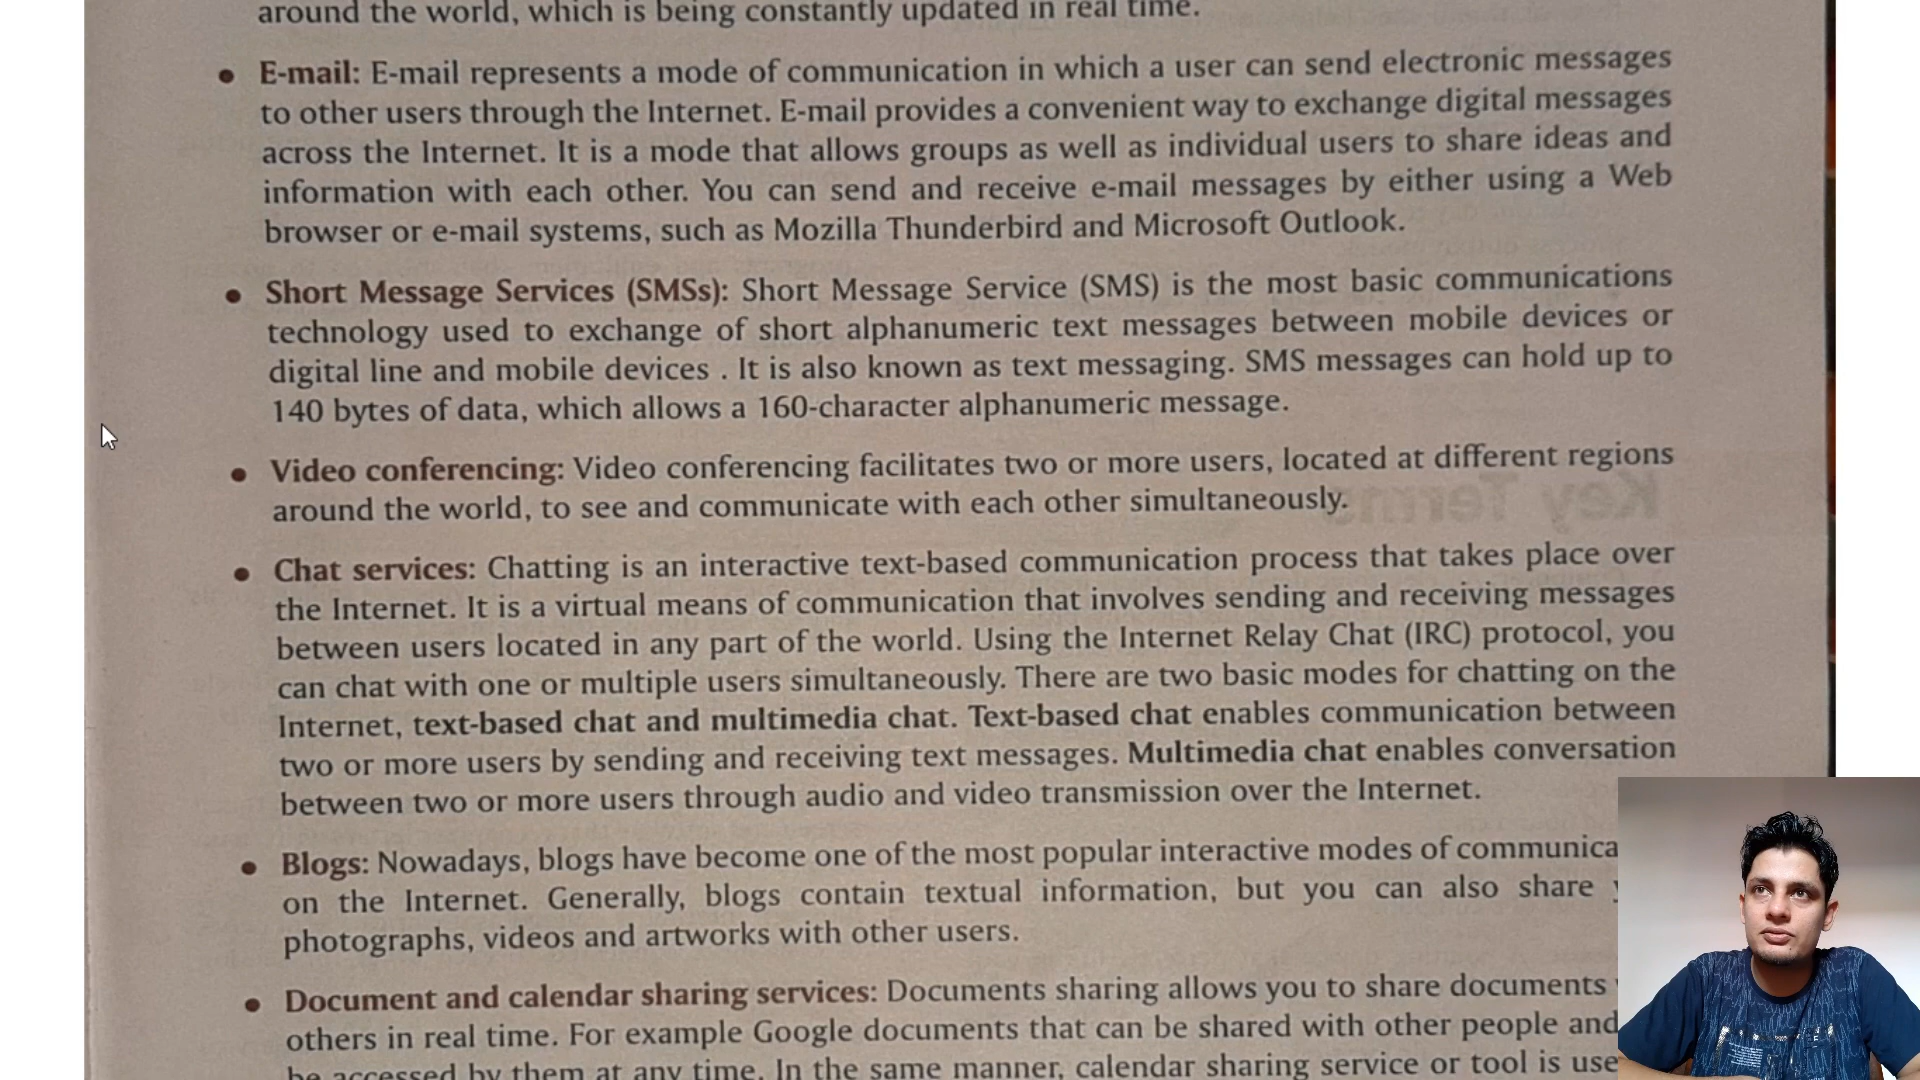 around the world, which is being constantly updated in real time.
• E-mail: E-mail represents a mode of communication in which a user can send electronic messages
to other users through the Internet. E-mail provides a convenient way to exchange digital messages
across the Internet. It is a mode that allows groups as well as individual users to share ideas and
information with each other. You can send and receive e-mail messages by either using a Web
browser or e-mail systems, such as Mozilla Thunderbird and Microsoft Outlook.
• Short Message Services (SMSs): Short Message Service (SMS) is the most basic communications
technology used to exchange of short alphanumeric text messages between mobile devices or
digital line and mobile devices . It is also known as text messaging. SMS messages can hold up to
140 bytes of data, which allows a 160-character alphanumeric message.
• Video conferencing: Video conferencing facilitates two or more users, located at different regions
around the world, to see and communicate with each other simultaneously.
Key Terms
• Chat services: Chatting is an interactive text-based communication process that takes place over
the Internet. It is a virtual means of communication that involves sending and receiving messages
between users located in any part of the world. Using the Internet Relay Chat (IRC) protocol, you
can chat with one or multiple users simultaneously. There are two basic modes for chatting on the
Internet, text-based chat and multimedia chat. Text-based chat enables communication between
two or more users by sending and receiving text messages. Multimedia chat enables conversation
between two or more users through audio and video transmission over the Internet.
• Blogs: Nowadays, blogs have become one of the most popular interactive modes of communica
on the Internet. Generally, blogs contain textual information, but you can also share
photographs, videos and artworks with other users.
• Document and calendar sharing services: Documents sharing allows you to share documents
others in real time. For example Google documents that can be shared with other people and
be accessed by them at any time. In the same manner, calendar sharing service or tool is use